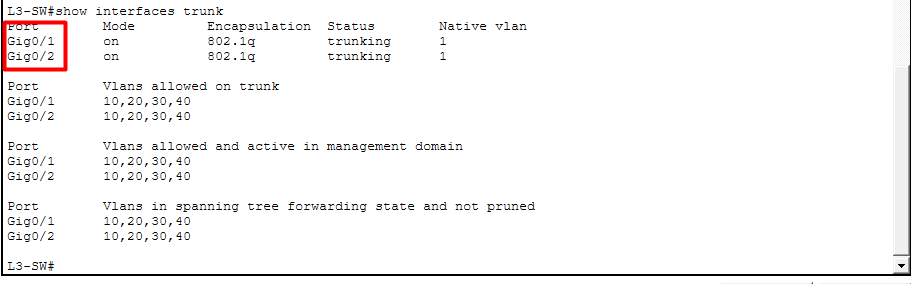 L3-SW#show interfaces trunk
Port        Mode         Encapsulation  Status        Native vlan
Gig0/1      on           802.1q         trunking      1
Gig0/2      on           802.1q         trunking      1
Port        Vlans allowed on trunk
Gig0/1      10,20,30,40
Gig0/2      10,20,30,40
Port        Vlans allowed and active in management domain
Gig0/1      10,20,30,40
Gig0/2      10,20,30,40
Port        Vlans in spanning tree forwarding state and not pruned
Gig0/1      10,20,30,40
Gig0/2      10,20,30,40
L3-SW#